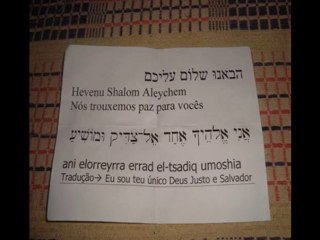 הבאנו שלום עליכם
Hevenu Shalom Aleychem
Nós trouxemos paz para vocês
אֲנִי אֱלֹהֶיךָ אֶחָד אֶל־צַדִּיק וּמוֹשִׁיעַ
ani elorreyrra errad el-tsadiq umoshia
Tradução→ Eu sou teu único Deus Justo e Salvador